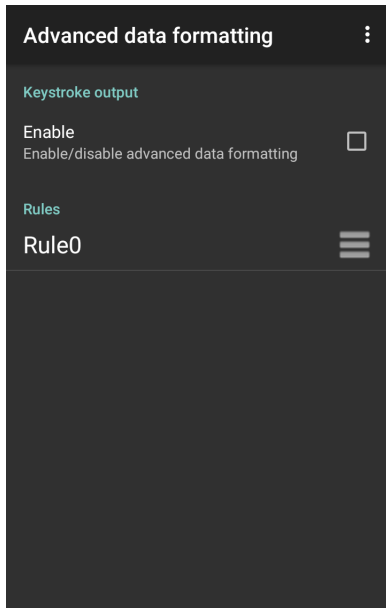 Advanced data formatting
Keystroke output
Enable
Enable/disable advanced data formatting
Rules
Rule0